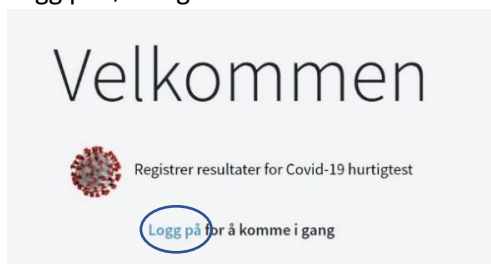 Velkommen
Registrer resultater for Covid-19 hurtigtest
Logg på for å komme i gang